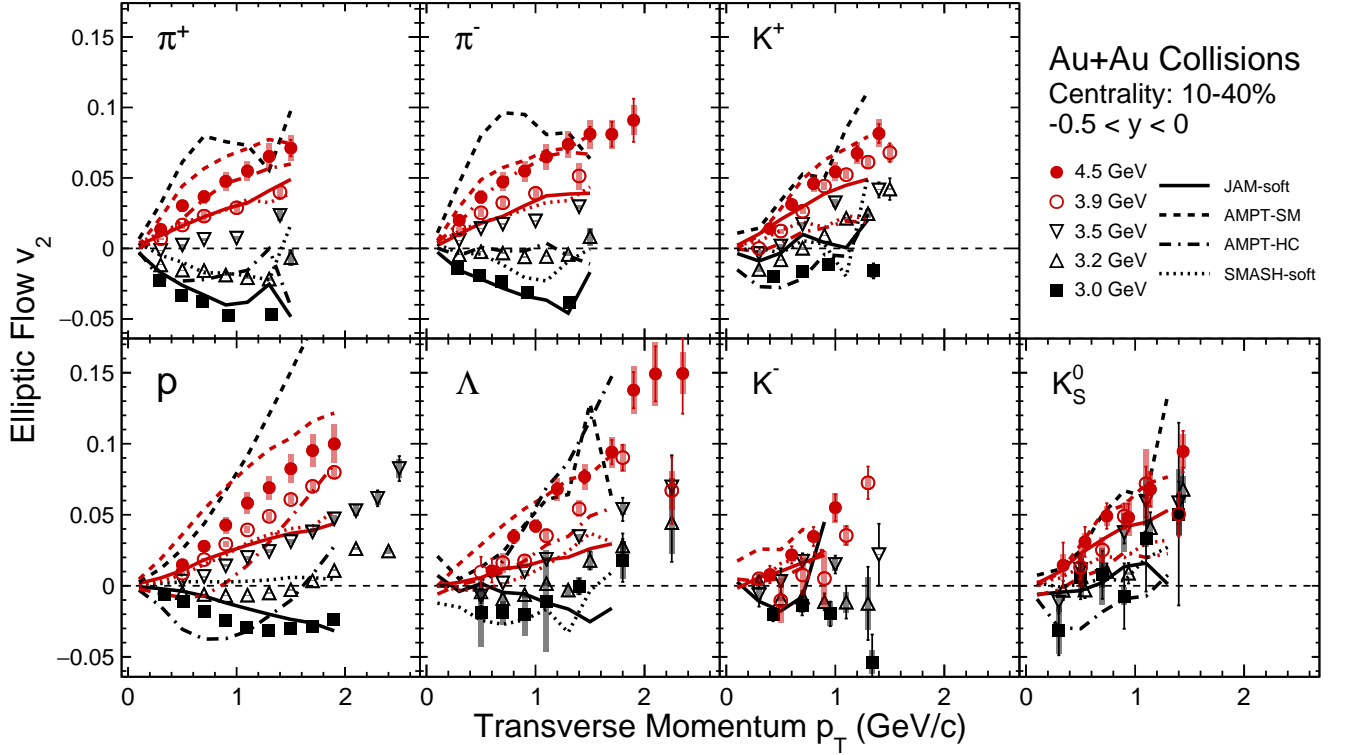 π+
π-
K+
Au+Au Collisions
Centrality: 10-40%
-0.5 < y < 0
4.5 GeV
3.9 GeV
3.5 GeV
3.2 GeV
3.0 GeV
JAM-soft
AMPT-SM
AMPT-HC
SMASH-soft
0.15
0.1
0.05
0
−0.05
Elliptic Flow v2
p
Λ
K-
K0S
0.15
0.1
0.05
0
−0.05
0 1 2 0 1 2 0 1 2 0 1 2
Transverse Momentum pT (GeV/c)